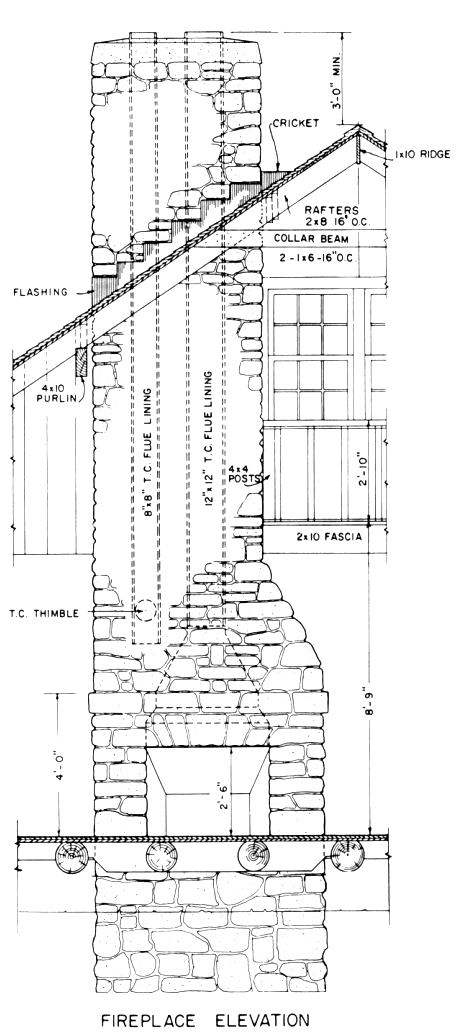 3'-0" MIN.
CRICKET
1x10 RIDGE
RAFTERS
2x8 16" O.C.
COLLAR BEAM
2-1x6-16"O.C.
FLASHING
4x10
PURLIN
8"x8" T.C. FLUE LINING
12"x12" T.C. FLUE LINING
4x4
POSTS
2'-10"
2x10 FASCIA
T.C. THIMBLE
8'-9"
4'-0"
2'-6"
FIREPLACE ELEVATION